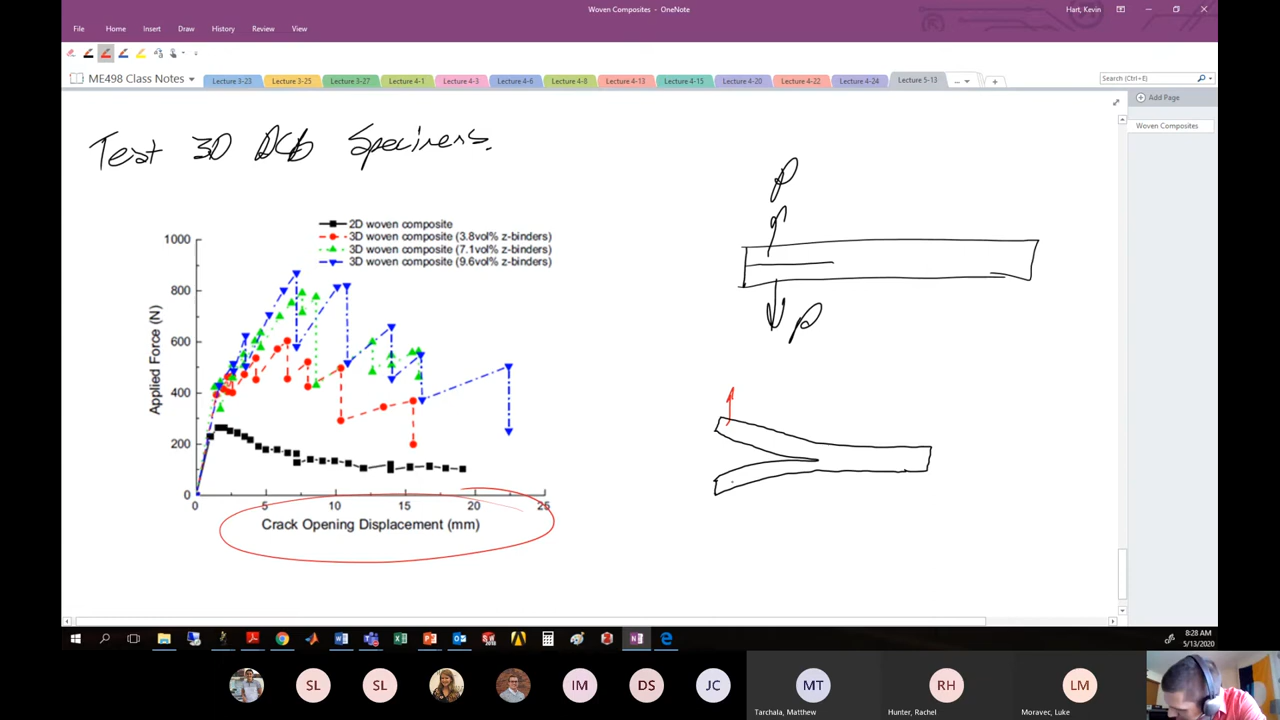 Woven Composites - OneNote
Hart, Kevin
File Home Insert Draw History Review View
ME498 Class Notes
Lecture 3-23 Lecture 3-25 Lecture 3-27 Lecture 4-1 Lecture 4-3 Lecture 4-6 Lecture 4-8 Lecture 4-13 Lecture 4-15 Lecture 4-20 Lecture 4-22 Lecture 4-24 Lecture 5-13
Search (Ctrl+E)
Add Page
Woven Composites
Test 3D DCB Specimens.
P
P
2D woven composite
3D woven composite (3.8vol% z-binders)
3D woven composite (7.1vol% z-binders)
3D woven composite (9.6vol% z-binders)
1000
800
600
400
200
0
Applied Force (N)
0 5 10 15 20 25
Crack Opening Displacement (mm)
8:28 AM
5/13/2020
SL SL IM DS JC MT RH LM
Tarchala, Matthew
Hunter, Rachel
Moravec, Luke